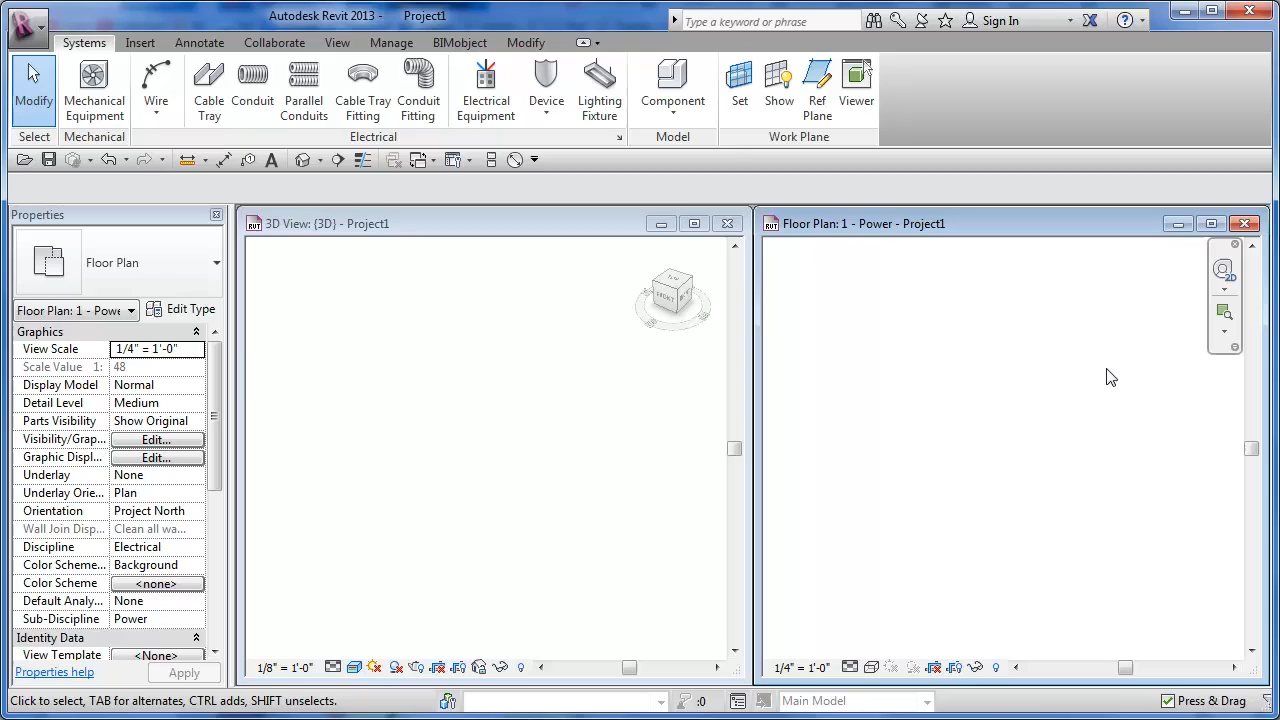 Autodesk Revit 2013 - Project1
Type a keyword or phrase
Sign In
Systems Insert Annotate Collaborate View Manage BIMobject Modify
Modify
Mechanical Equipment
Wire
Cable Tray
Conduit
Parallel Conduits
Cable Tray Fitting
Conduit Fitting
Electrical Equipment
Device
Lighting Fixture
Component
Set
Show
Ref Plane
Viewer
Select Mechanical Electrical Model Work Plane
Properties
Floor Plan
Floor Plan: 1 - Powe
Edit Type
Graphics
View Scale 1/4" = 1'-0"
Scale Value 1: 48
Display Model Normal
Detail Level Medium
Parts Visibility Show Original
Visibility/Grap... Edit...
Graphic Displ... Edit...
Underlay None
Underlay Orie... Plan
Orientation Project North
Wall Join Disp... Clean all wa...
Discipline Electrical
Color Scheme... Background
Color Scheme <none>
Default Analy... None
Sub-Discipline Power
Identity Data
View Template <None>
Properties help
Apply
3D View: {3D} - Project1
FRONT
1/8" = 1'-0"
Floor Plan: 1 - Power - Project1
2D
1/4" = 1'-0"
Click to select, TAB for alternates, CTRL adds, SHIFT unselects.
:0
Main Model
Press & Drag